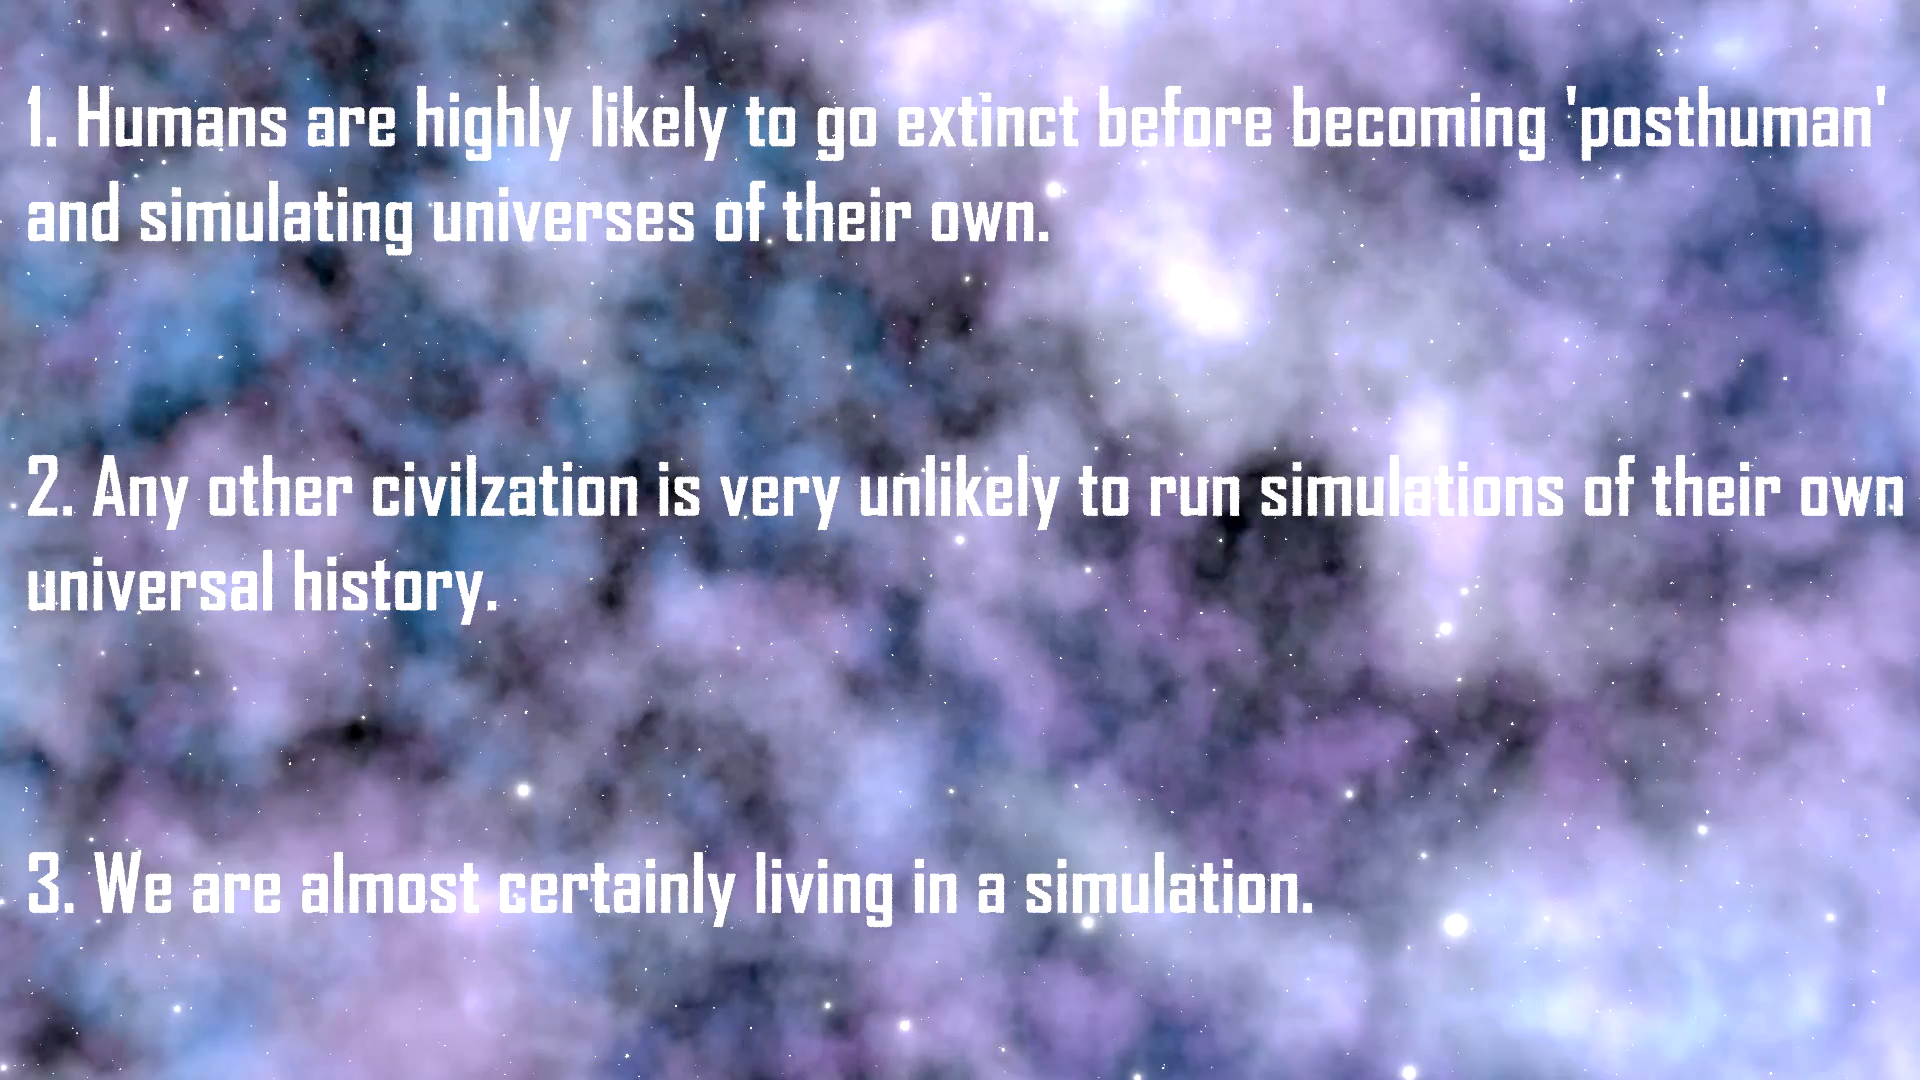 1. Humans are highly likely to go extinct before becoming 'posthuman'
and simulating universes of their own.
2. Any other civilzation is very unlikely to run simulations of their own
universal history.
3. We are almost certainly living in a simulation.